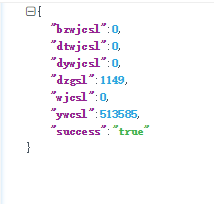 {
"bzwjcsl":0,
"dtwjcsl":0,
"dywjcsl":0,
"dzgsl":1149,
"wjcsl":0,
"ywcsl":513585,
"success":"true"
}